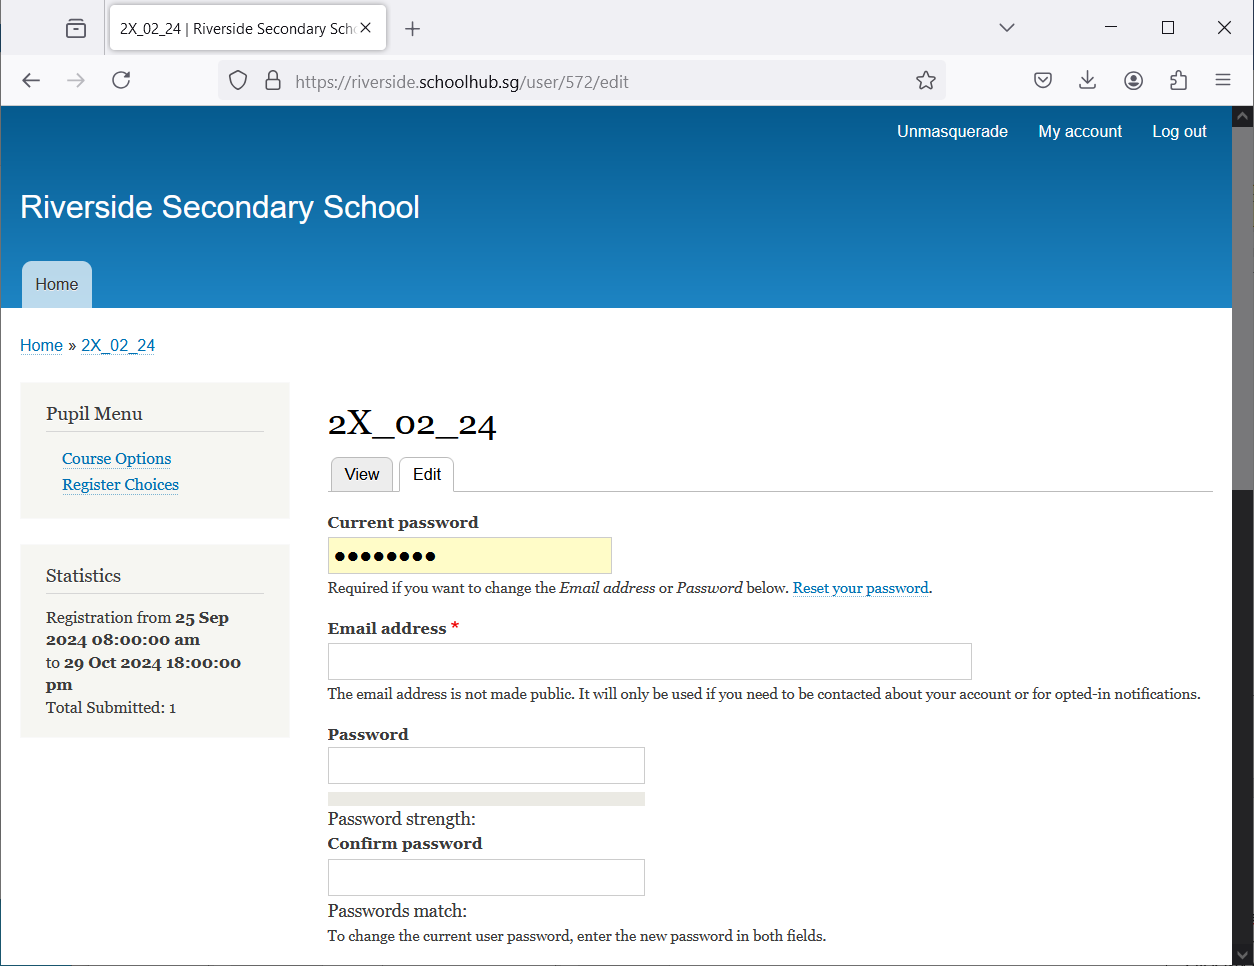 2X_02_24 | Riverside Secondary Sch
https://riverside.schoolhub.sg/user/572/edit
Unmasquerade My account Log out
Riverside Secondary School
Home
Home » 2X_02_24
Pupil Menu
Course Options
Register Choices
Statistics
Registration from 25 Sep
2024 08:00:00 am
to 29 Oct 2024 18:00:00
pm
Total Submitted: 1
2X_02_24
View Edit
Current password
Required if you want to change the Email address or Password below. Reset your password.
Email address *
The email address is not made public. It will only be used if you need to be contacted about your account or for opted-in notifications.
Password
Password strength:
Confirm password
Passwords match:
To change the current user password, enter the new password in both fields.